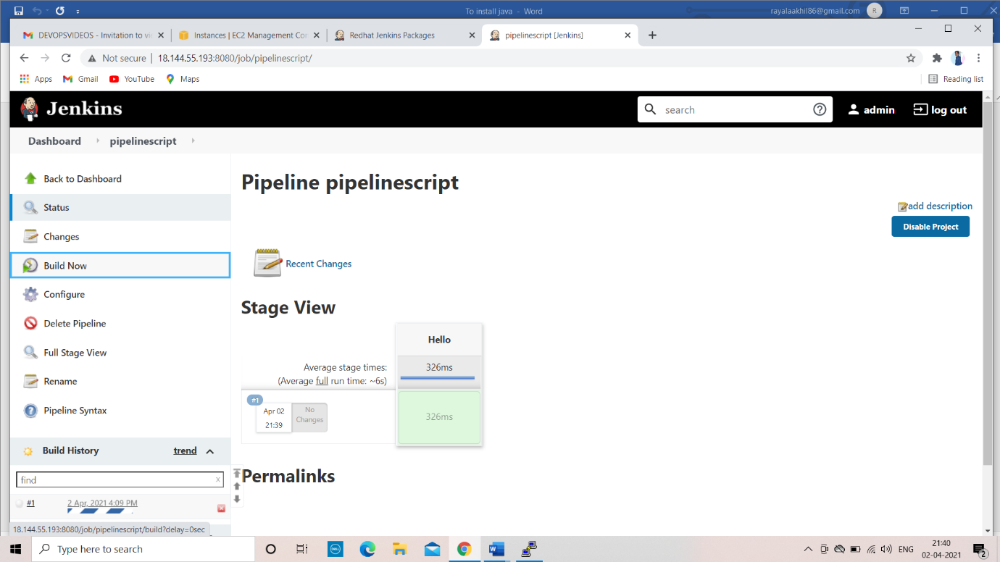 To install java - Word
rayalaakhil86@gmail.com
R
DEVOPSVIDEOS - Invitation to vi
Instances | EC2 Management Con
Redhat Jenkins Packages
pipelinescript [Jenkins]
Not secure | 18.144.55.193:8080/job/pipelinescript/
Apps
Gmail
YouTube
Maps
Reading list
Jenkins
search
admin
log out
Dashboard
pipelinescript
Back to Dashboard
Status
Changes
Build Now
Configure
Delete Pipeline
Full Stage View
Rename
Pipeline Syntax
Build History
trend
find
x
#1
2 Apr, 2021 4:09 PM
Pipeline pipelinescript
add description
Disable Project
Recent Changes
Stage View
Hello
Average stage times:
326ms
(Average full run time: ~6s)
#1
Apr 02
21:39
No
Changes
326ms
Permalinks
18.144.55.193:8080/job/pipelinescript/build?delay=0sec
Type here to search
DELL
ENG
21:40
02-04-2021
2